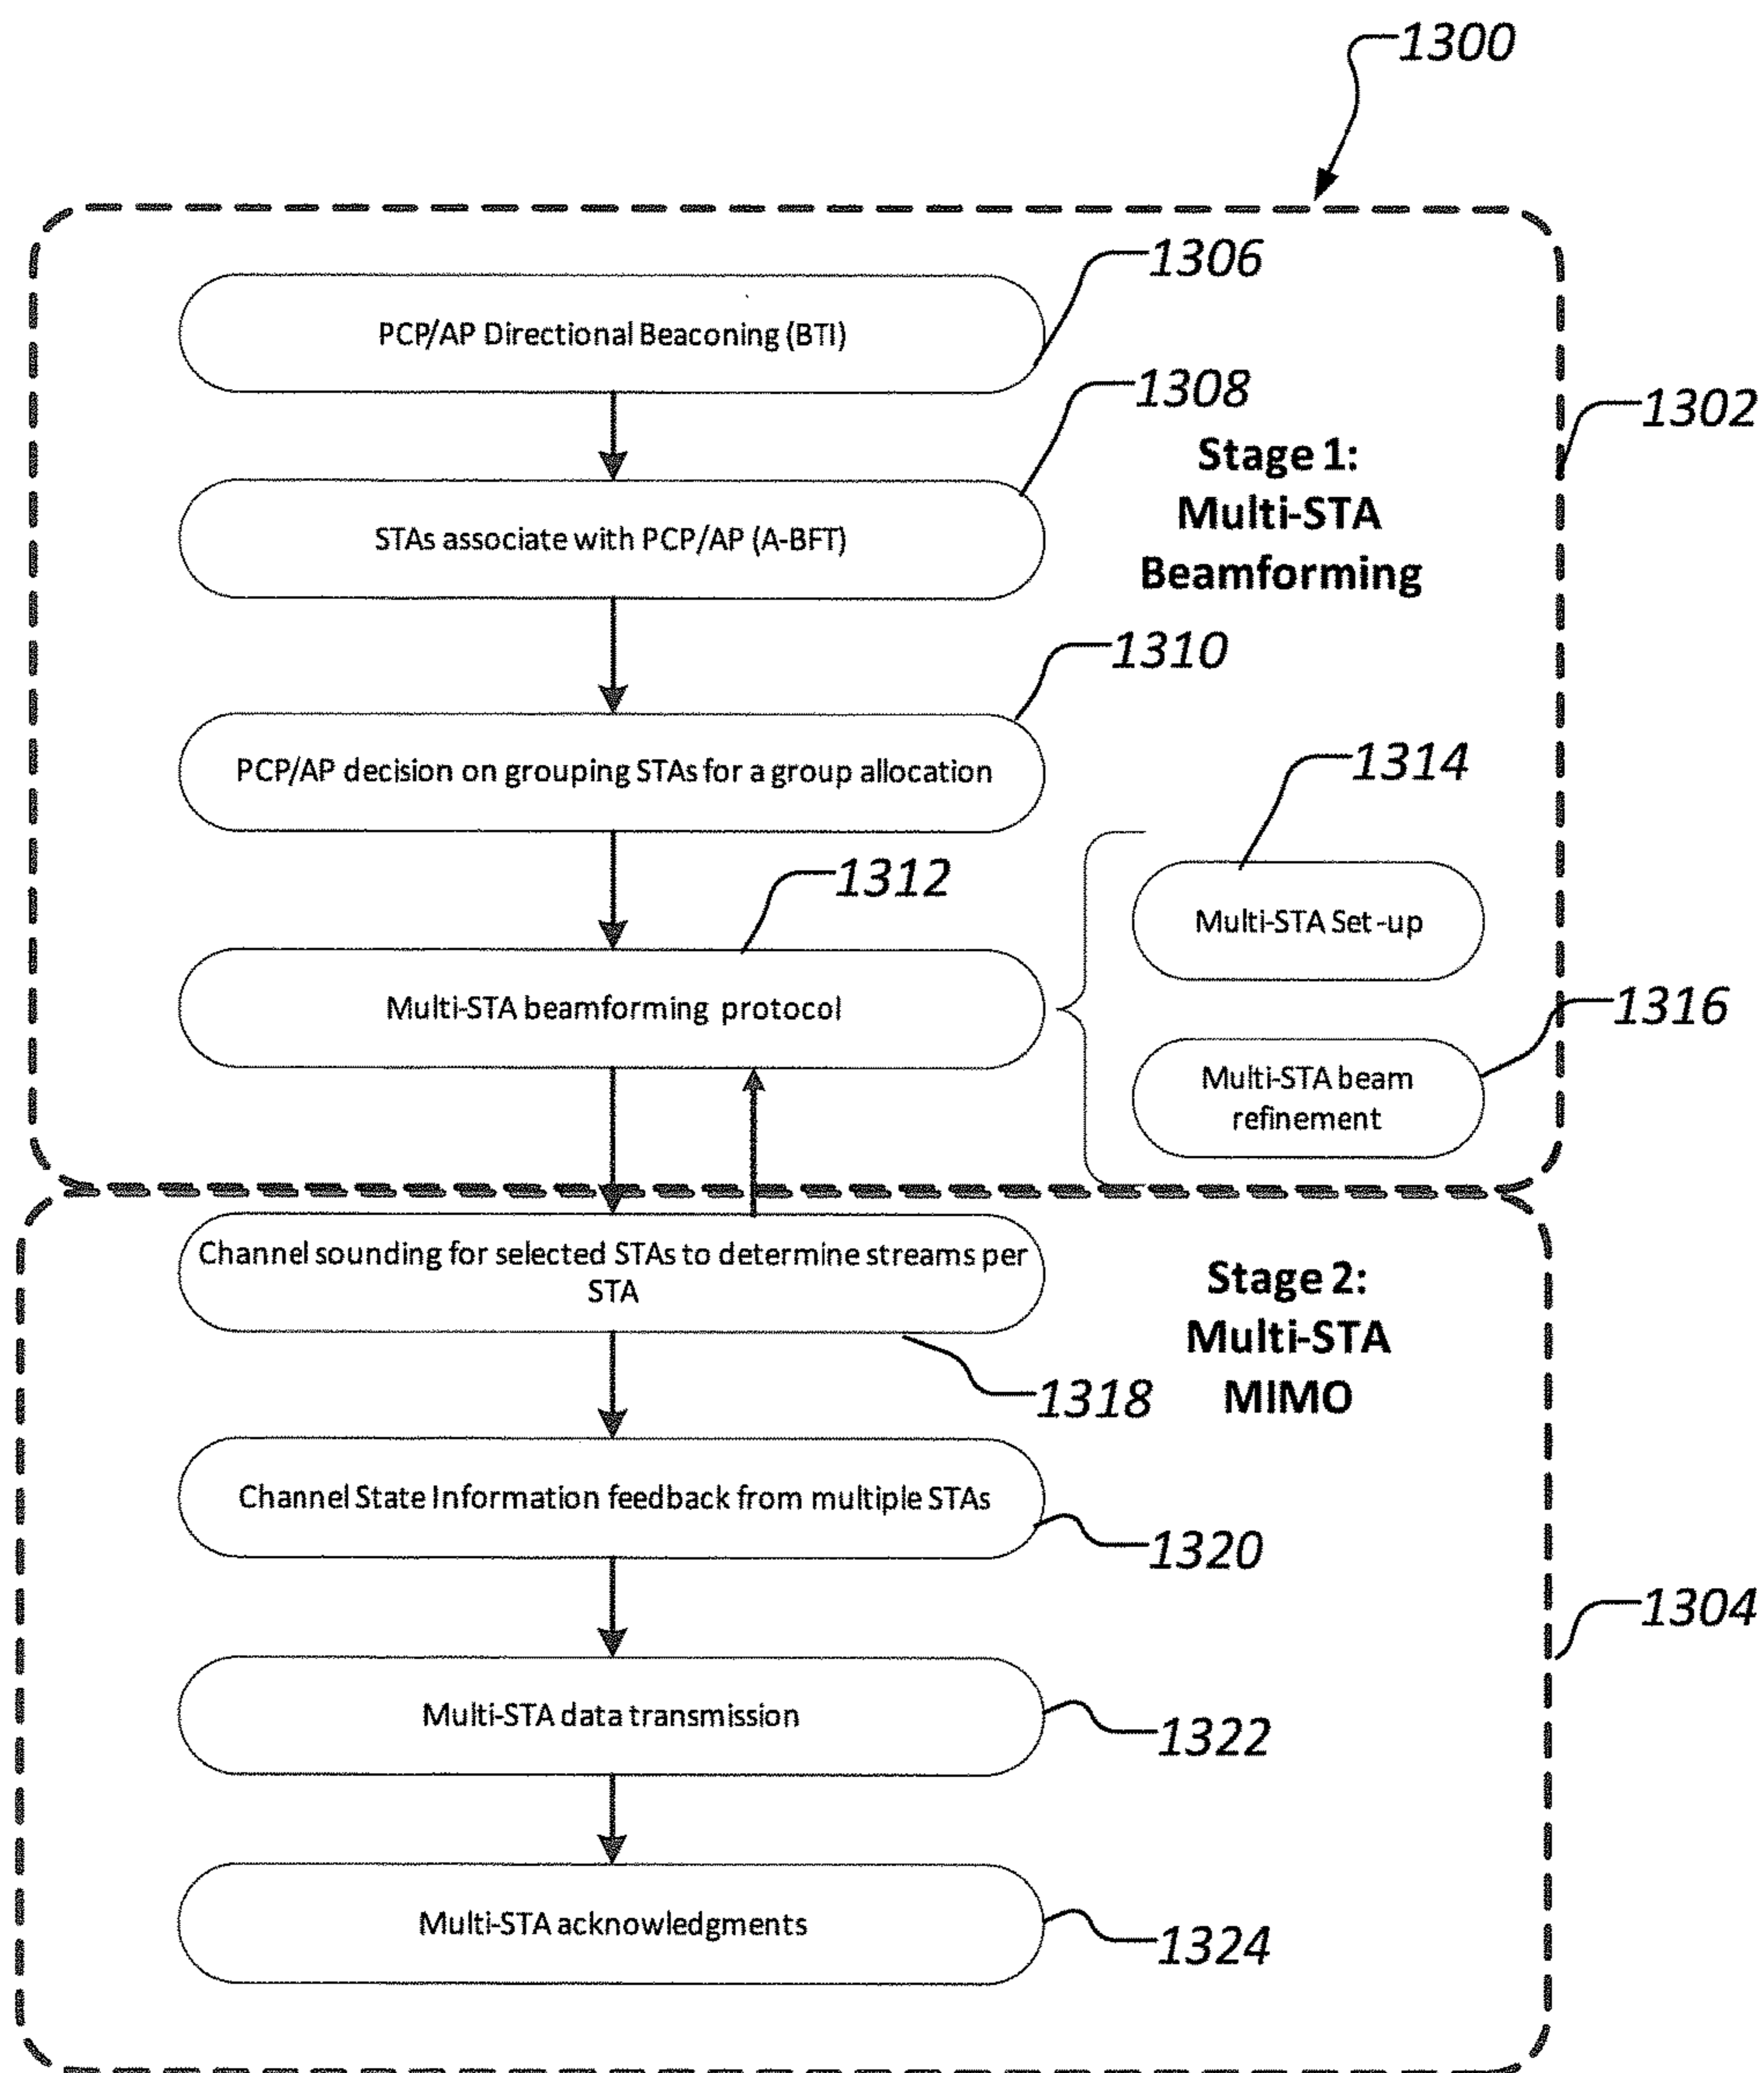 1300
1306
PCP/AP Directional Beaconing (BTI)
1308
1302
Stage 1:
Multi-STA
Beamforming
STAs associate with PCP/AP (A-BFT)
1310
PCP/AP decision on grouping STAs for a group allocation
1314
1312
Multi-STA Set-up
Multi-STA beamforming protocol
1316
Multi-STA beam
refinement
Channel sounding for selected STAs to determine streams per
STA
Stage 2:
Multi-STA
MIMO
1318
Channel State Information feedback from multiple STAs
1320
1304
Multi-STA data transmission
1322
Multi-STA acknowledgments
1324